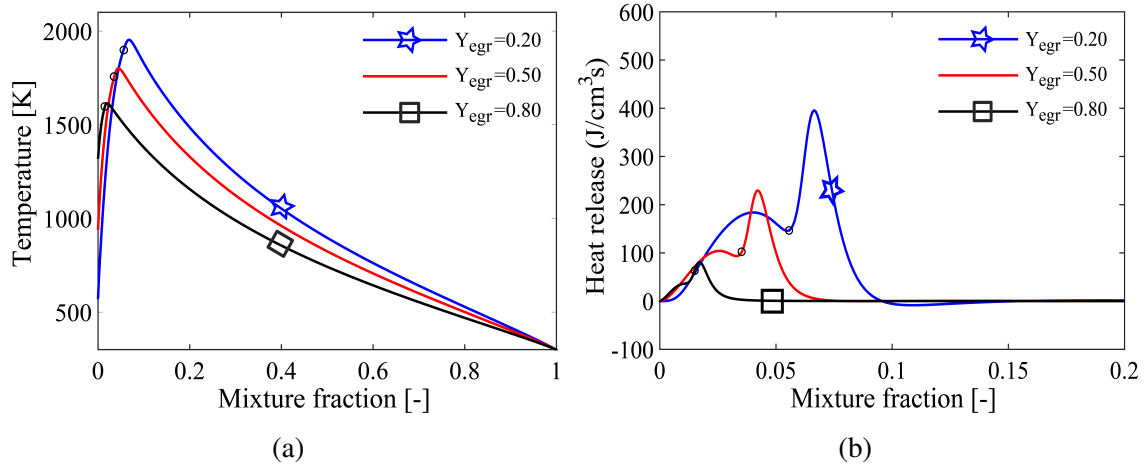 2000
1500
1000
500
0
0.2
0.4
0.6
0.8
1
Temperature [K]
Mixture fraction [-]
Y_egr=0.20
Y_egr=0.50
Y_egr=0.80
(a)
600
500
400
300
200
100
0
-100
0
0.05
0.1
0.15
0.2
Heat release (J/cm³s)
Mixture fraction [-]
Y_egr=0.20
Y_egr=0.50
Y_egr=0.80
(b)